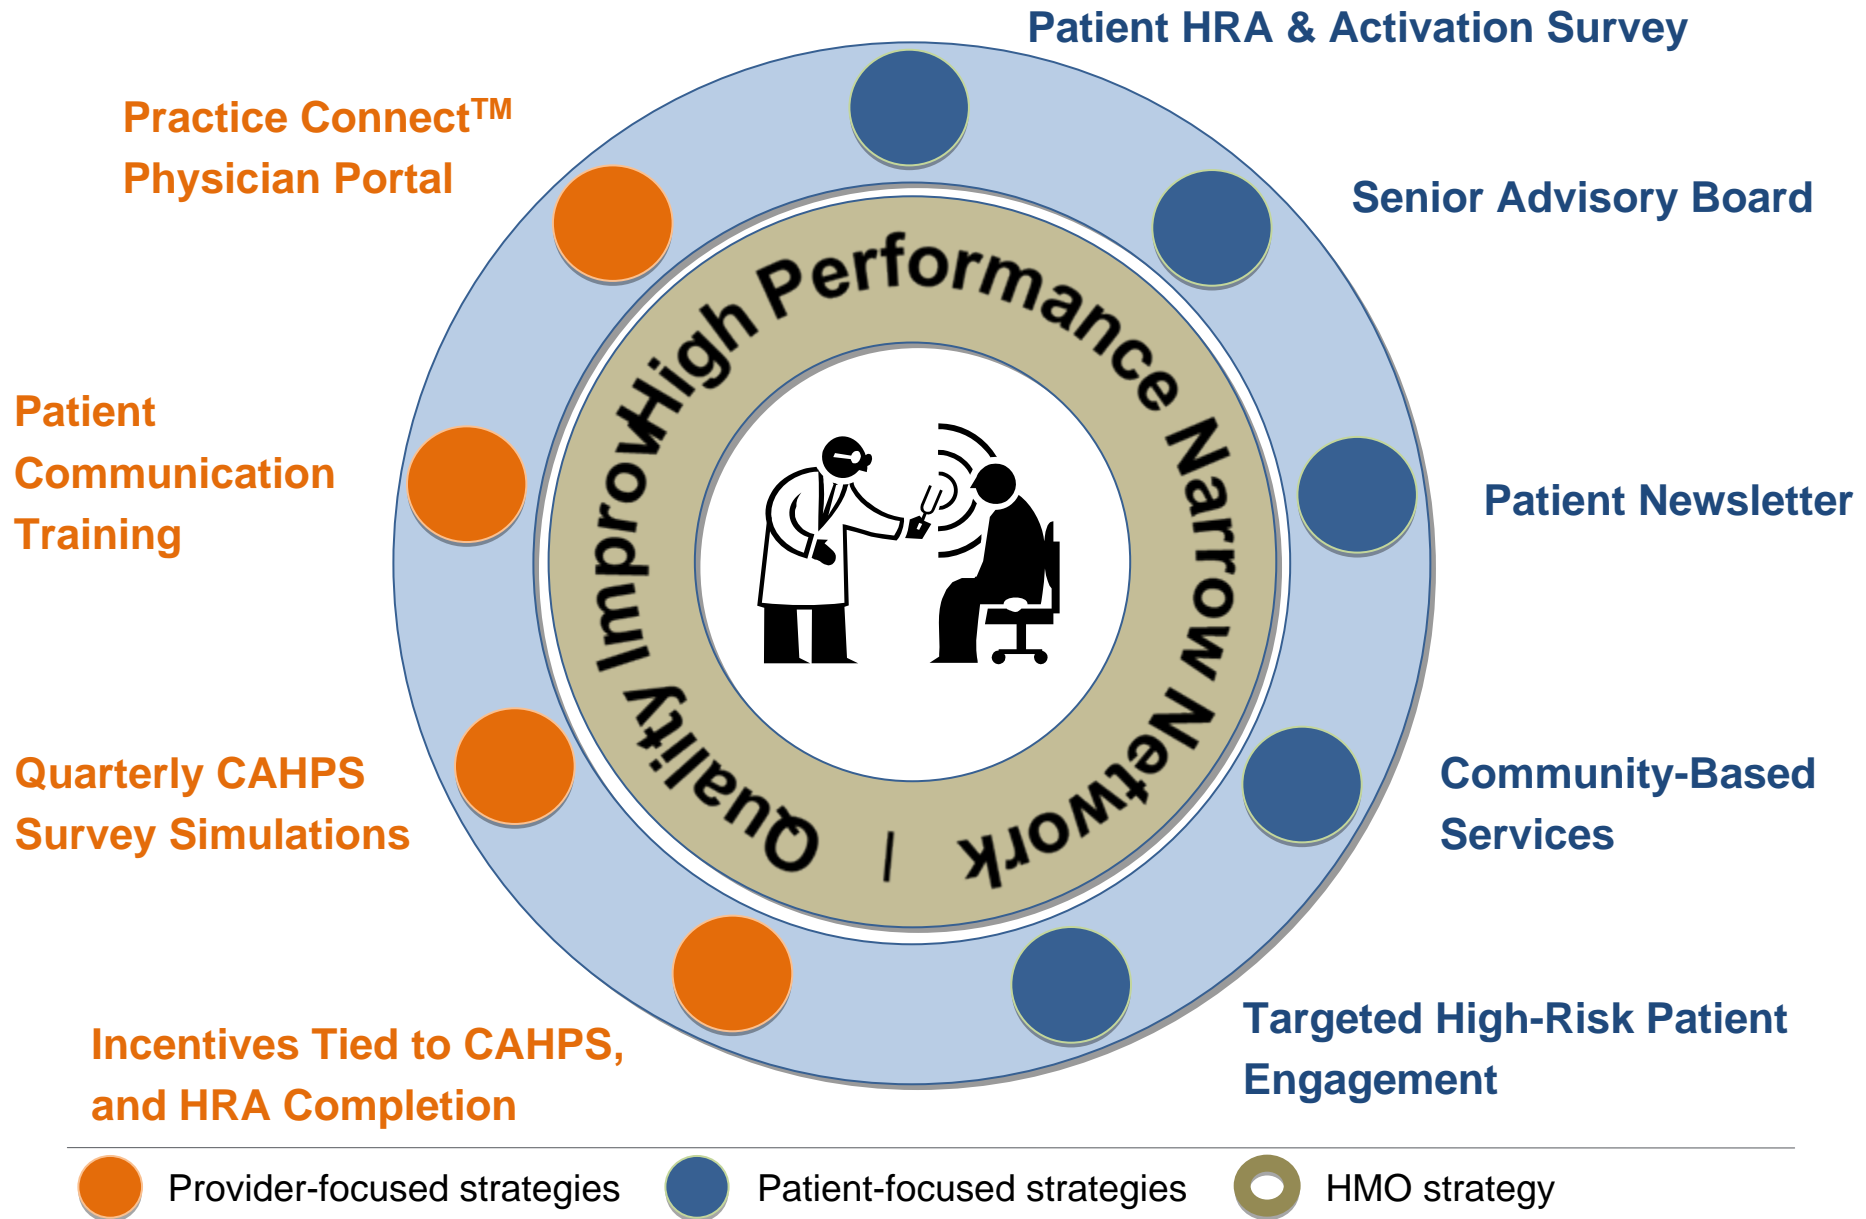 Patient HRA & Activation Survey
Practice Connect™
Physician Portal
Senior Advisory Board
Patient
Communication
Training
Patient Newsletter
Quarterly CAHPS
Survey Simulations
Community-Based
Services
Incentives Tied to CAHPS,
and HRA Completion
Targeted High-Risk Patient
Engagement
High Performance Narrow Network | Quality Improv
Provider-focused strategies
Patient-focused strategies
HMO strategy